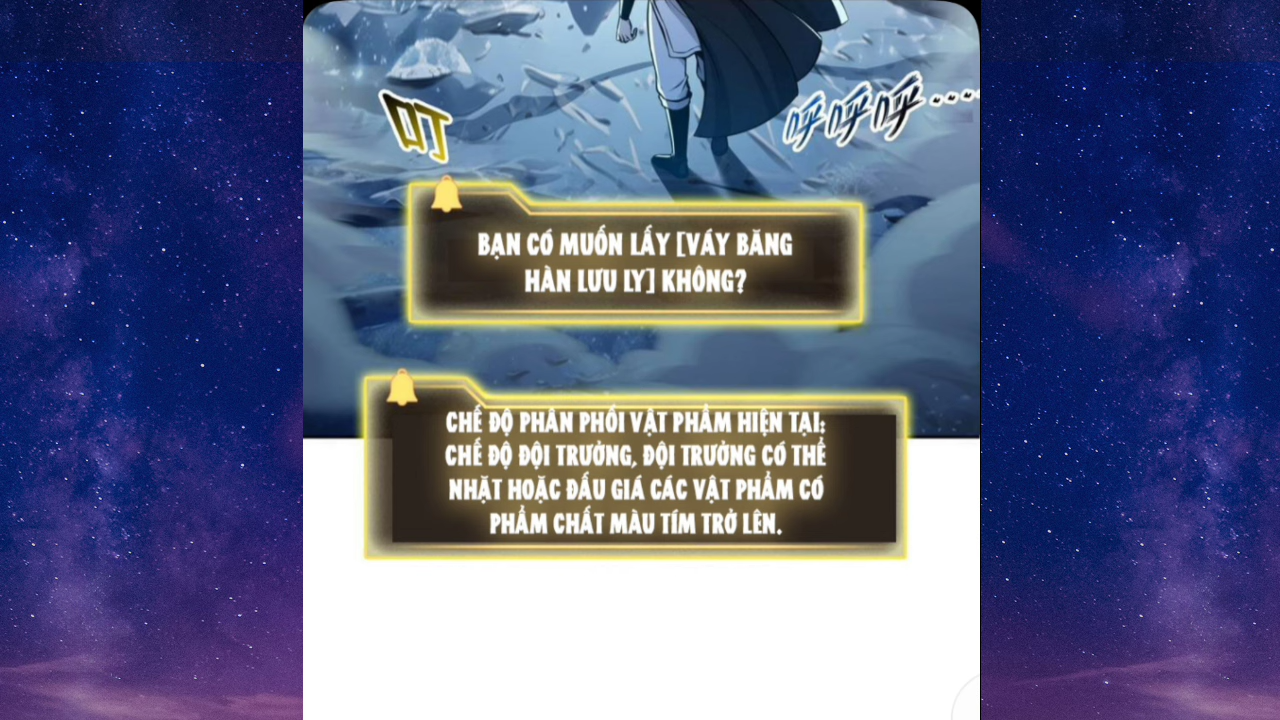 叮
呼呼呼……
BẠN CÓ MUỐN LẤY [VÁY BĂNG
HÀN LƯU LY] KHÔNG?
CHẾ ĐỘ PHÂN PHỐI VẬT PHẨM HIỆN TẠI:
CHẾ ĐỘ ĐỘI TRƯỞNG, ĐỘI TRƯỞNG CÓ THỂ
NHẶT HOẶC ĐẤU GIÁ CÁC VẬT PHẨM CÓ
PHẨM CHẤT MÀU TÍM TRỞ LÊN.